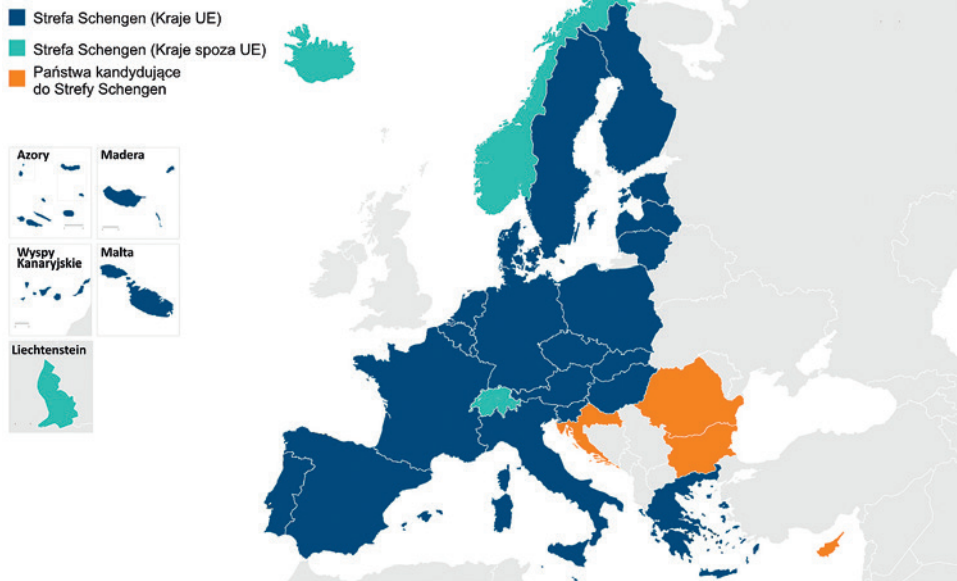 Strefa Schengen (Kraje UE)
Strefa Schengen (Kraje spoza UE)
Państwa kandydujące
do Strefy Schengen
Azory
Madera
Wyspy
Kanaryjskie
Malta
Liechtenstein